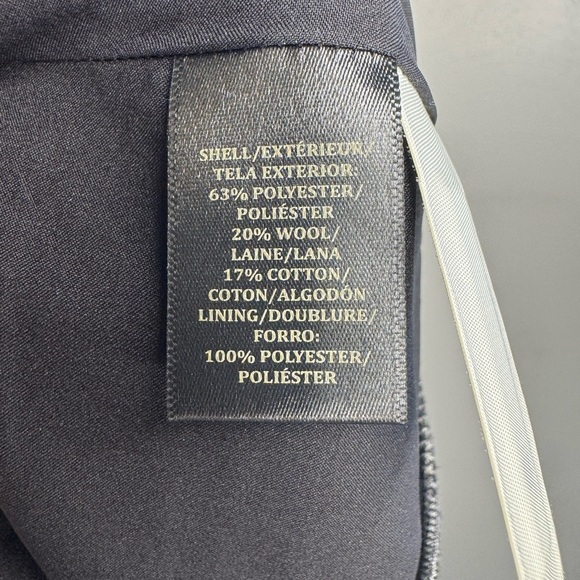 SHELL/EXTÉRIEUR/
TELA EXTERIOR:
63% POLYESTER/
POLIÉSTER
20% WOOL/
LAINE/LANA
17% COTTON/
COTON/ALGODÓN
LINING/DOUBLURE/
FORRO:
100% POLYESTER/
POLIÉSTER